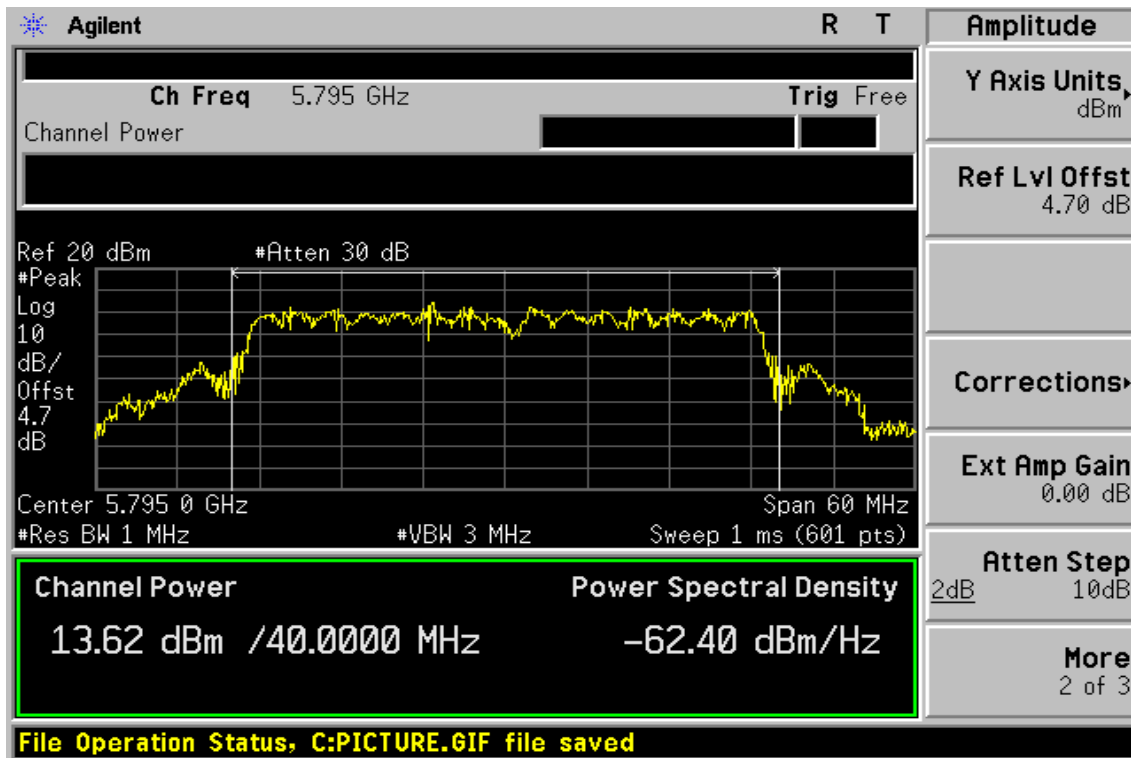 Agilent R T
Ch Freq 5.795 GHz Trig Free
Channel Power
Ref 20 dBm #Atten 30 dB
#Peak
Log
10
dB/
Offst
4.7
dB
Center 5.795 0 GHz Span 60 MHz
#Res BW 1 MHz #VBW 3 MHz Sweep 1 ms (601 pts)
Channel Power Power Spectral Density
13.62 dBm /40.0000 MHz -62.40 dBm/Hz
File Operation Status, C:PICTURE.GIF file saved
Amplitude
Y Axis Units
dBm
Ref Lvl Offst
4.70 dB
Corrections
Ext Amp Gain
0.00 dB
Atten Step
2dB 10dB
More
2 of 3